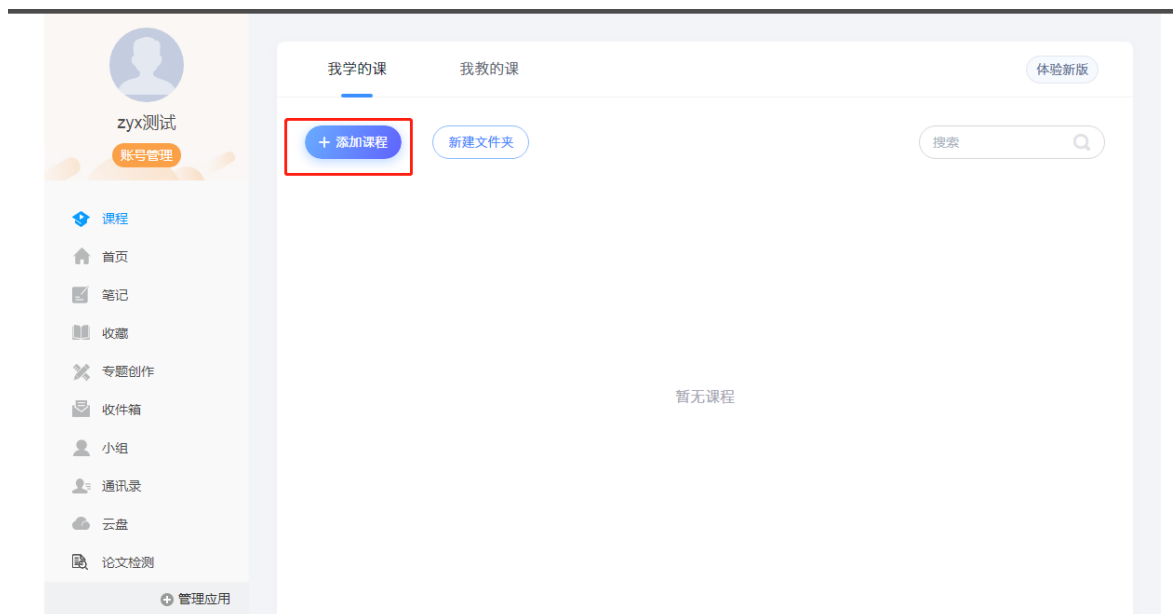 zyx测试
账号管理
课程
首页
笔记
收藏
专题创作
收件箱
小组
通讯录
云盘
论文检测
管理应用
我学的课 我教的课 体验新版
+ 添加课程 新建文件夹 搜索
暂无课程